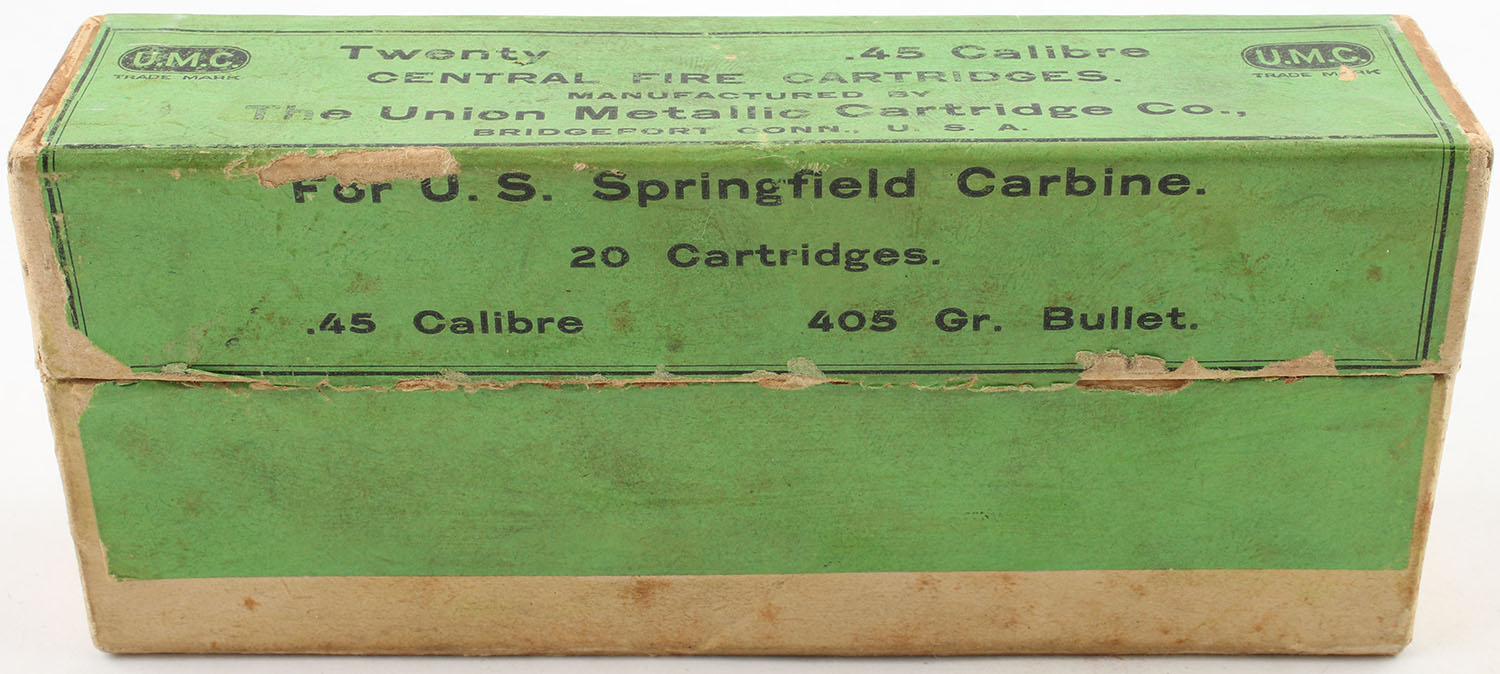 U.M.C. Twenty .45 Calibre U.M.C.
TRADE MARK CENTRAL FIRE CARTRIDGES. TRADE MARK
MANUFACTURED BY
The Union Metallic Cartridge Co.,
BRIDGEPORT CONN., U. S. A.
For U. S. Springfield Carbine.
20 Cartridges.
.45 Calibre 405 Gr. Bullet.